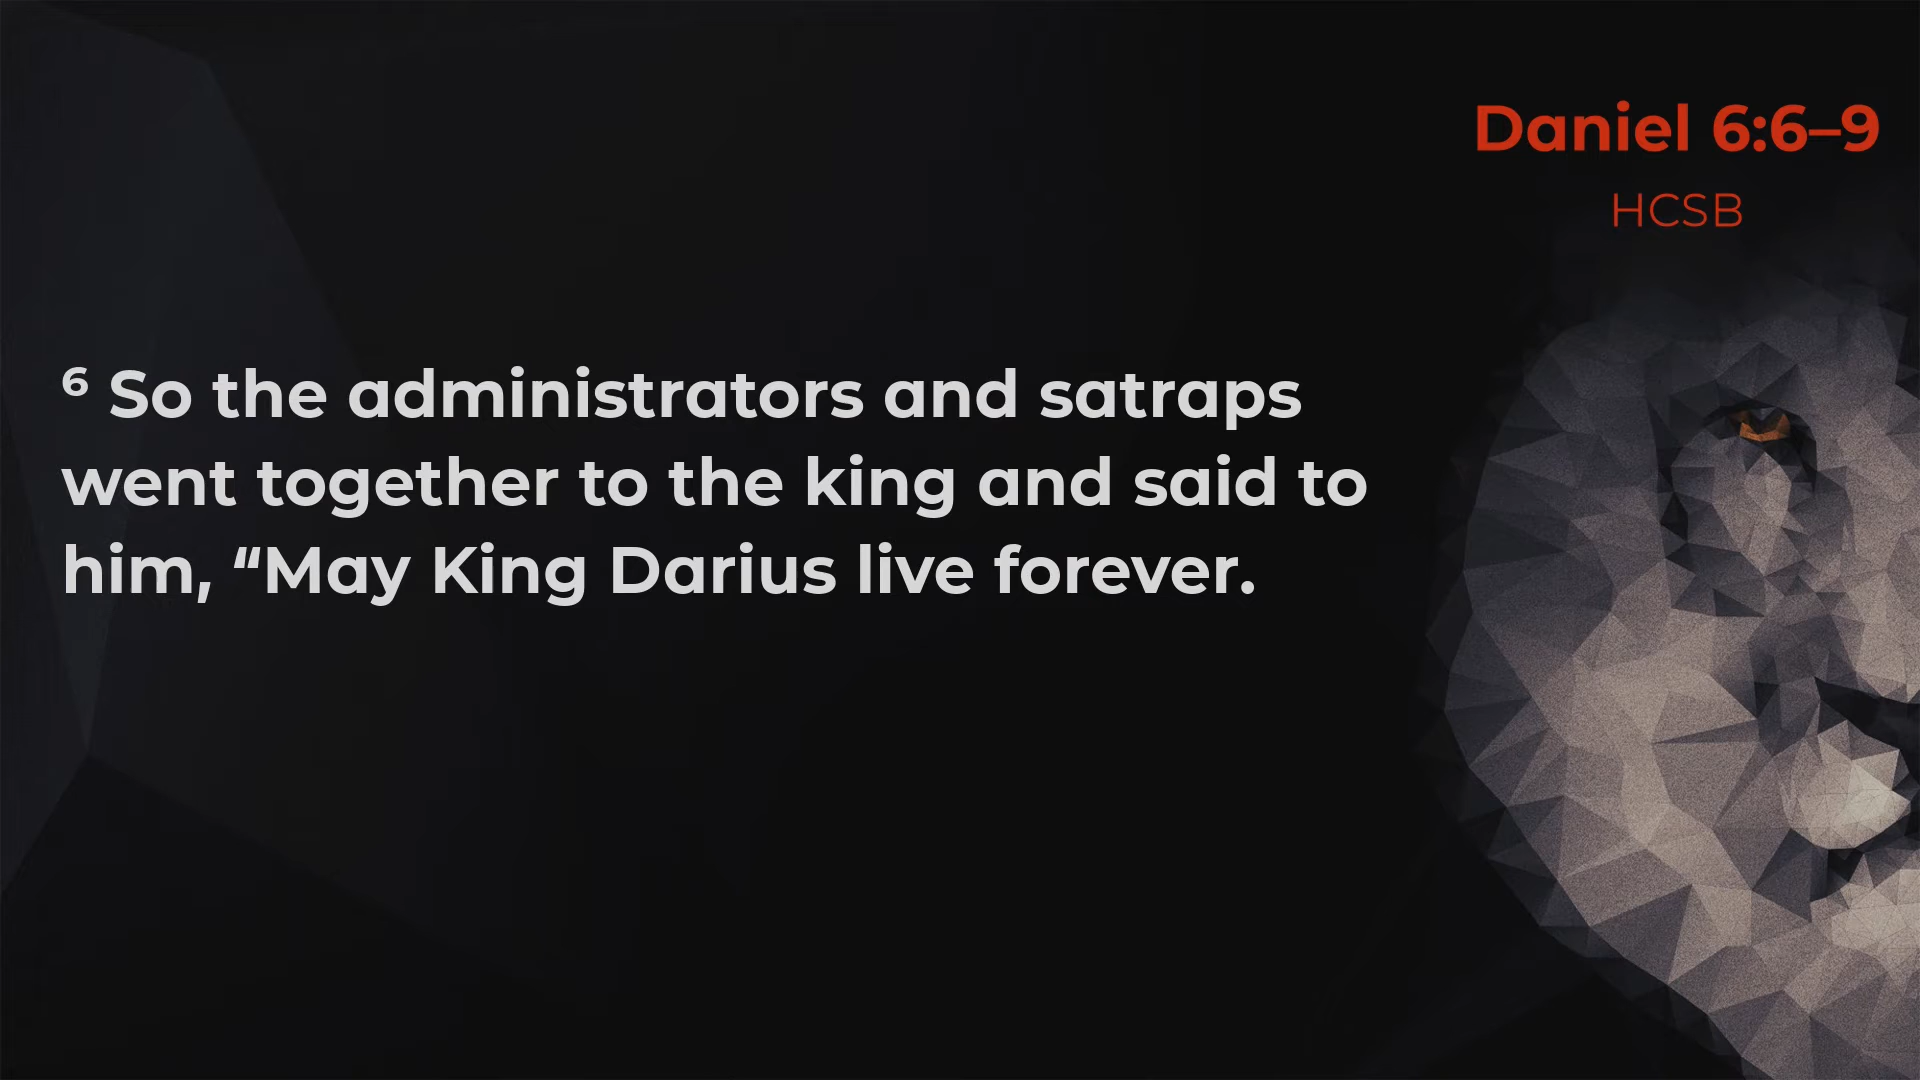 Daniel 6:6–9
HCSB
⁶ So the administrators and satraps
went together to the king and said to
him, “May King Darius live forever.